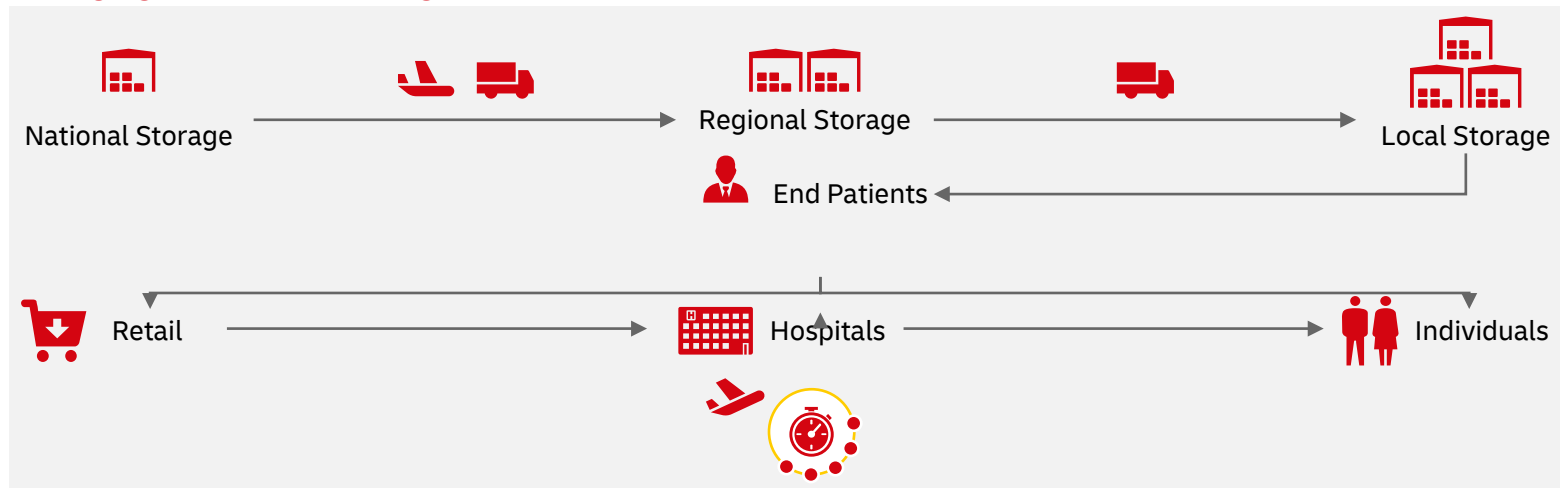 National Storage
Regional Storage
Local Storage
End Patients
Retail
Hospitals
Individuals